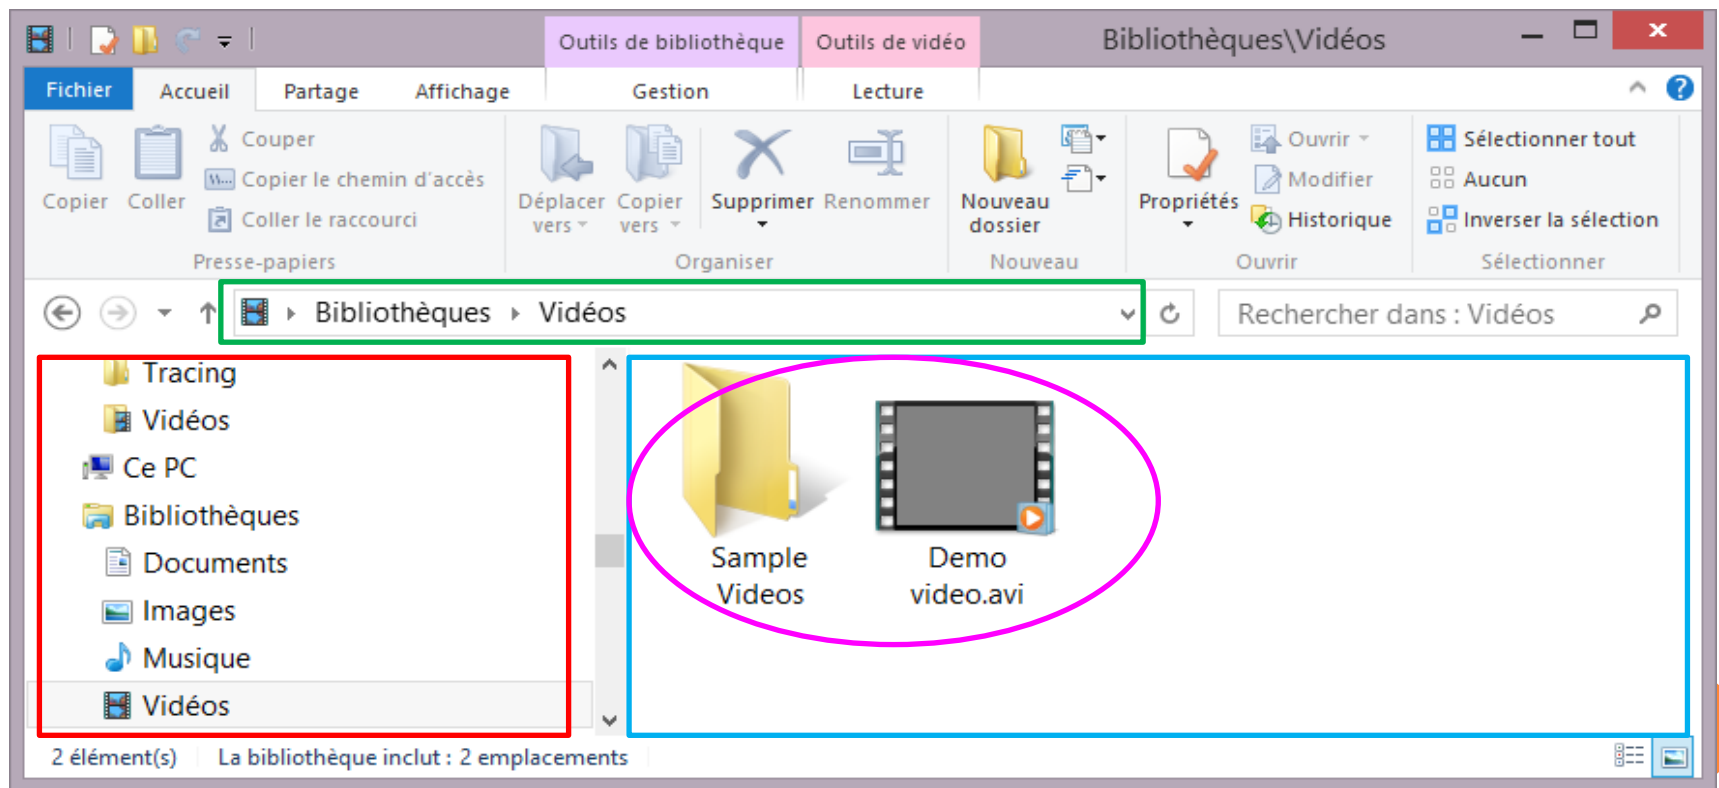 Outils de bibliothèque Outils de vidéo Bibliothèques\Vidéos
Fichier Accueil Partage Affichage Gestion Lecture
Copier
Coller
Couper
Copier le chemin d'accès
Coller le raccourci
Presse-papiers
Déplacer
vers
Copier
vers
Supprimer
Renommer
Organiser
Nouveau
dossier
Nouveau
Propriétés
Ouvrir
Modifier
Historique
Ouvrir
Sélectionner tout
Aucun
Inverser la sélection
Sélectionner
Bibliothèques Vidéos
Rechercher dans : Vidéos
Tracing
Vidéos
Ce PC
Bibliothèques
Documents
Images
Musique
Vidéos
Sample
Videos
Demo
video.avi
2 élément(s) La bibliothèque inclut : 2 emplacements